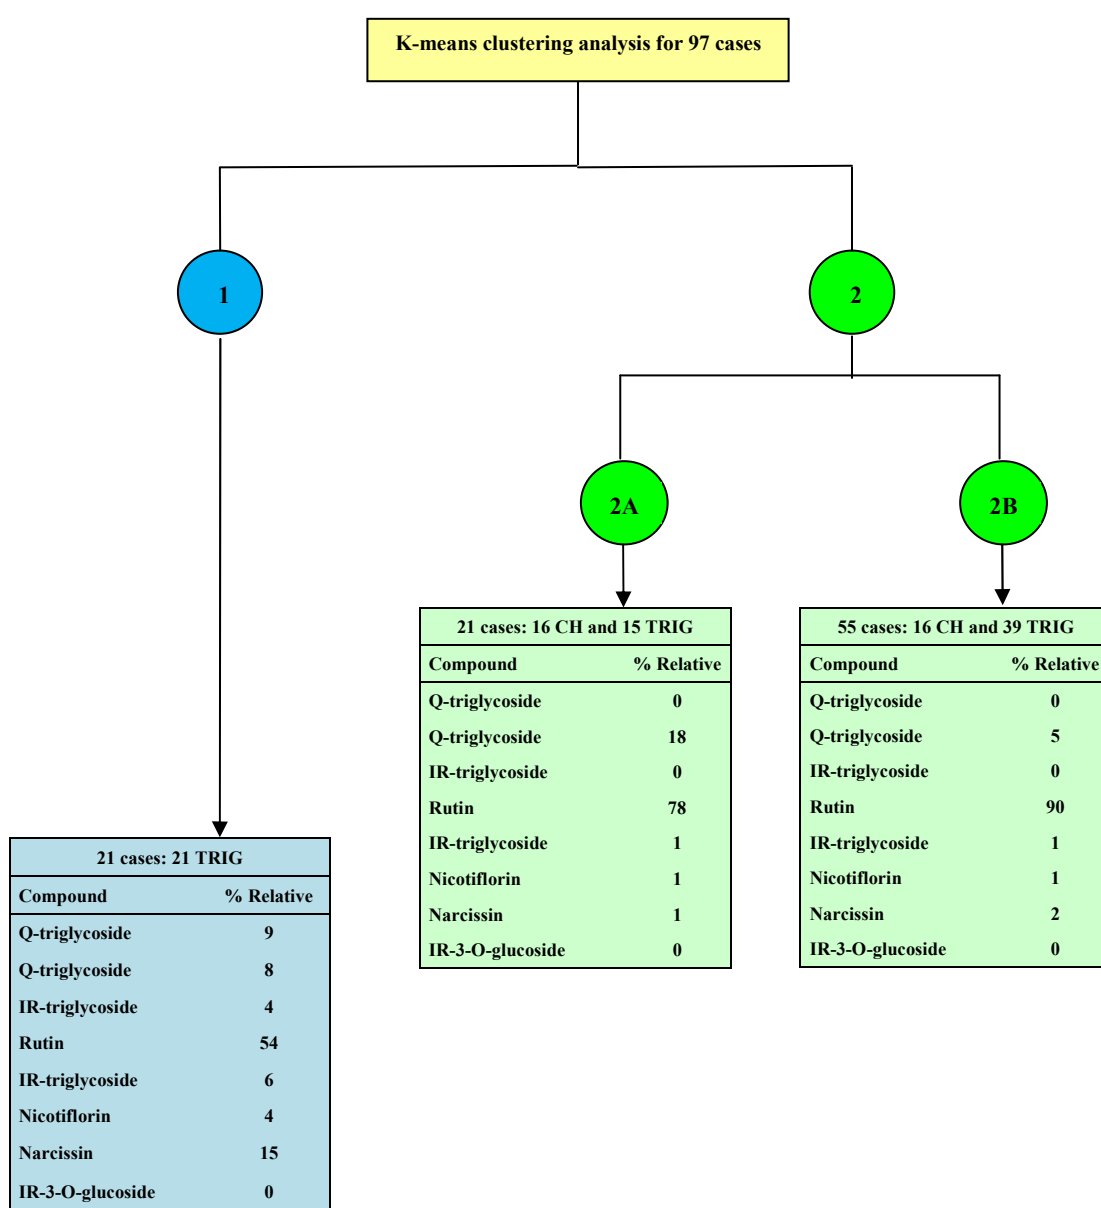 K-means clustering analysis for 97 cases
1
2
2A
2B
21 cases: 16 CH and 15 TRIG
Compound % Relative
Q-triglycoside 0
Q-triglycoside 18
IR-triglycoside 0
Rutin 78
IR-triglycoside 1
Nicotiflorin 1
Narcissin 1
IR-3-O-glucoside 0
55 cases: 16 CH and 39 TRIG
Compound % Relative
Q-triglycoside 0
Q-triglycoside 5
IR-triglycoside 0
Rutin 90
IR-triglycoside 1
Nicotiflorin 1
Narcissin 2
IR-3-O-glucoside 0
21 cases: 21 TRIG
Compound % Relative
Q-triglycoside 9
Q-triglycoside 8
IR-triglycoside 4
Rutin 54
IR-triglycoside 6
Nicotiflorin 4
Narcissin 15
IR-3-O-glucoside 0